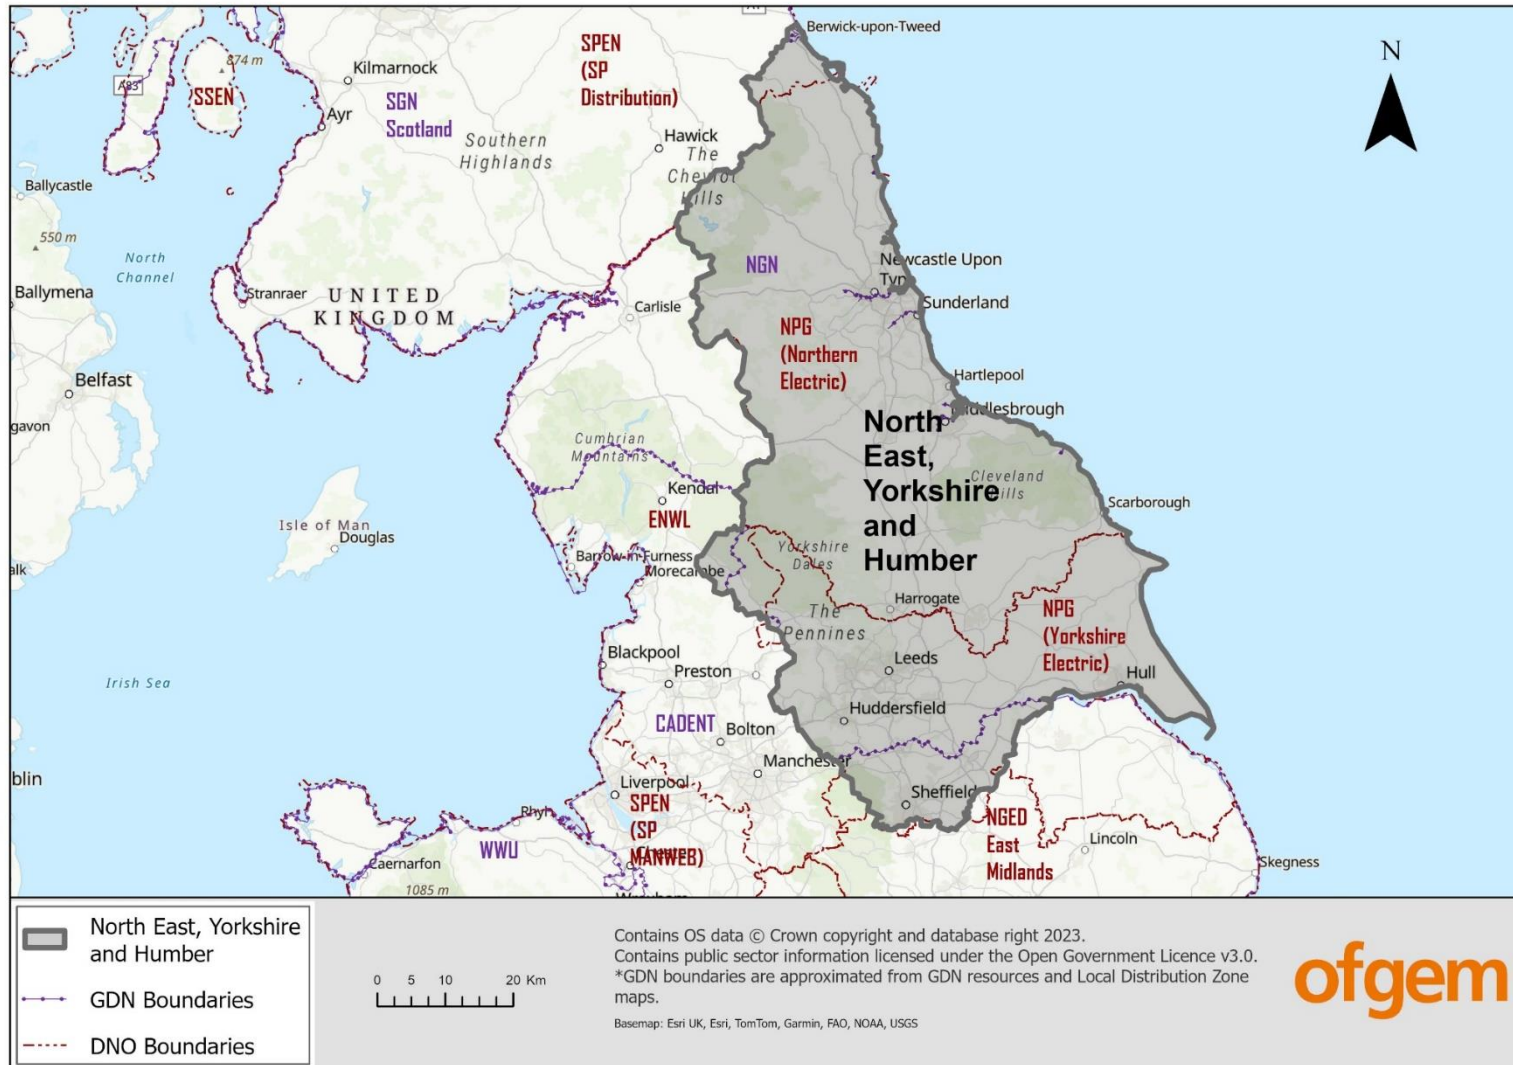 A1
Berwick-upon-Tweed
874 m
A83
SSEN
Kilmarnock
Ayr
SGN
Scotland
SPEN
(SP
Distribution)
Southern
Highlands
Hawick
The
Cheviot
Hills
N
Ballycastle
550 m
North
Channel
Ballymena
Stranraer
UNITED
KINGDOM
Carlisle
NGN
Newcastle Upon
Tyn
Sunderland
NPG
(Northern
Electric)
Belfast
gavon
Hartlepool
Middlesbrough
North
East,
Yorkshire
and
Humber
Cleveland
Hills
Scarborough
Cumbrian
Mountains
Kendal
ENWL
Isle of Man
Douglas
alk
Barrow-in-Furness
Morecambe
Yorkshire
Dales
Harrogate
The
Pennines
NPG
(Yorkshire
Electric)
Leeds
Hull
Blackpool
Preston
Irish Sea
Huddersfield
CADENT
Bolton
Manchester
blin
Liverpool
Sheffield
SPEN
(SP
MANWEB)
Chester
NGED
East
Midlands
Lincoln
Skegness
Rhyl
WWU
Caernarfon
1085 m
Wrexham
North East, Yorkshire
and Humber
GDN Boundaries
DNO Boundaries
0 5 10 20 Km
Contains OS data © Crown copyright and database right 2023.
Contains public sector information licensed under the Open Government Licence v3.0.
*GDN boundaries are approximated from GDN resources and Local Distribution Zone
maps.
Basemap: Esri UK, Esri, TomTom, Garmin, FAO, NOAA, USGS
ofgem